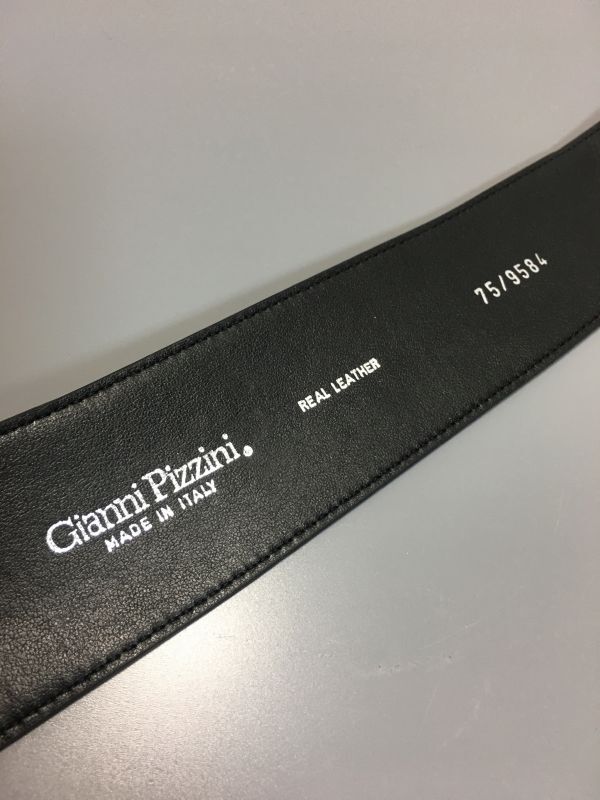 Gianni Pizzini®
MADE IN ITALY
REAL LEATHER
75/9584